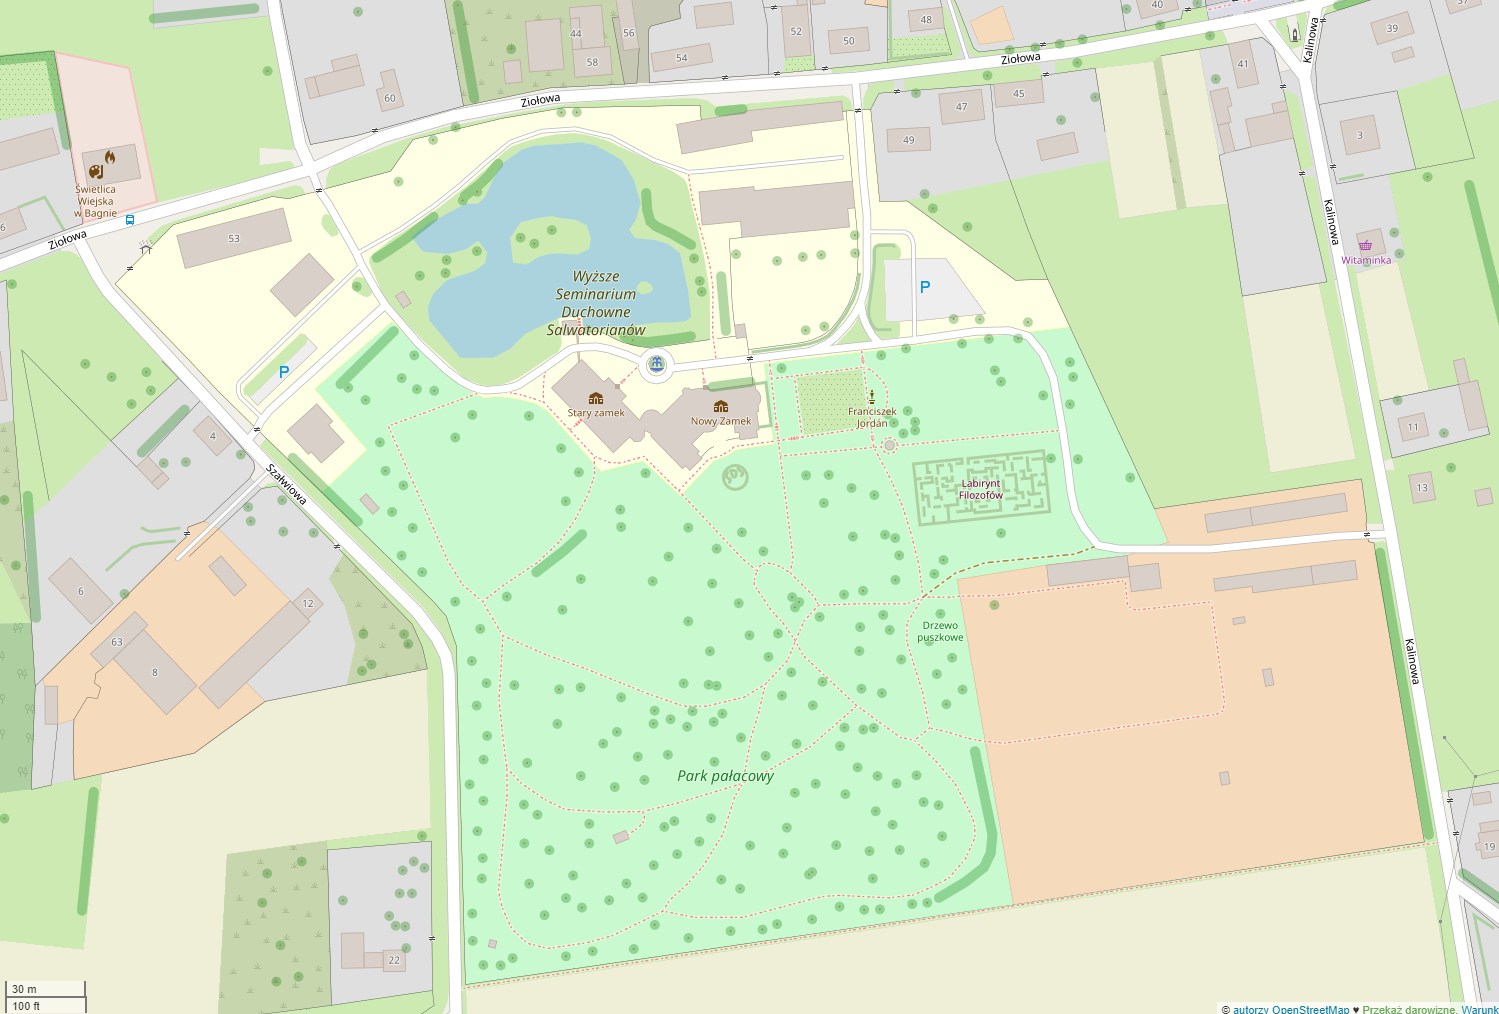 40
37
48
44
56
52
50
39
Kalinowa
58
54
Ziołowa
41
60
Ziołowa
47
45
49
3
Świetlica
Wiejska
w Bagnie
6
Ziołowa
53
Kalinowa
Witaminka
Wyższe
Seminarium
Duchowne
Salwatorianów
P
P
Stary zamek
Nowy Zamek
Franciszek
Jordan
4
11
Szałwiowa
Labirynt
Filozofów
13
6
12
63
8
Drzewo
puszkowe
Kalinowa
Park pałacowy
19
22
30 m
100 ft
© autorzy OpenStreetMap ♥ Przekaż darowiznę. Warunk